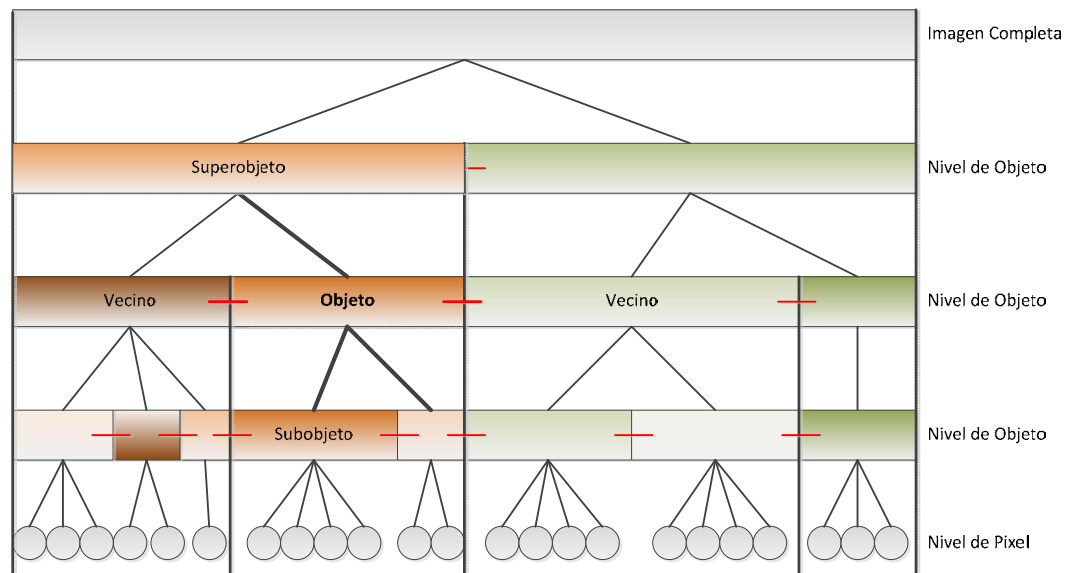 Imagen Completa
Superobjeto
Nivel de Objeto
Vecino
Objeto
Vecino
Nivel de Objeto
Subobjeto
Nivel de Objeto
Nivel de Pixel